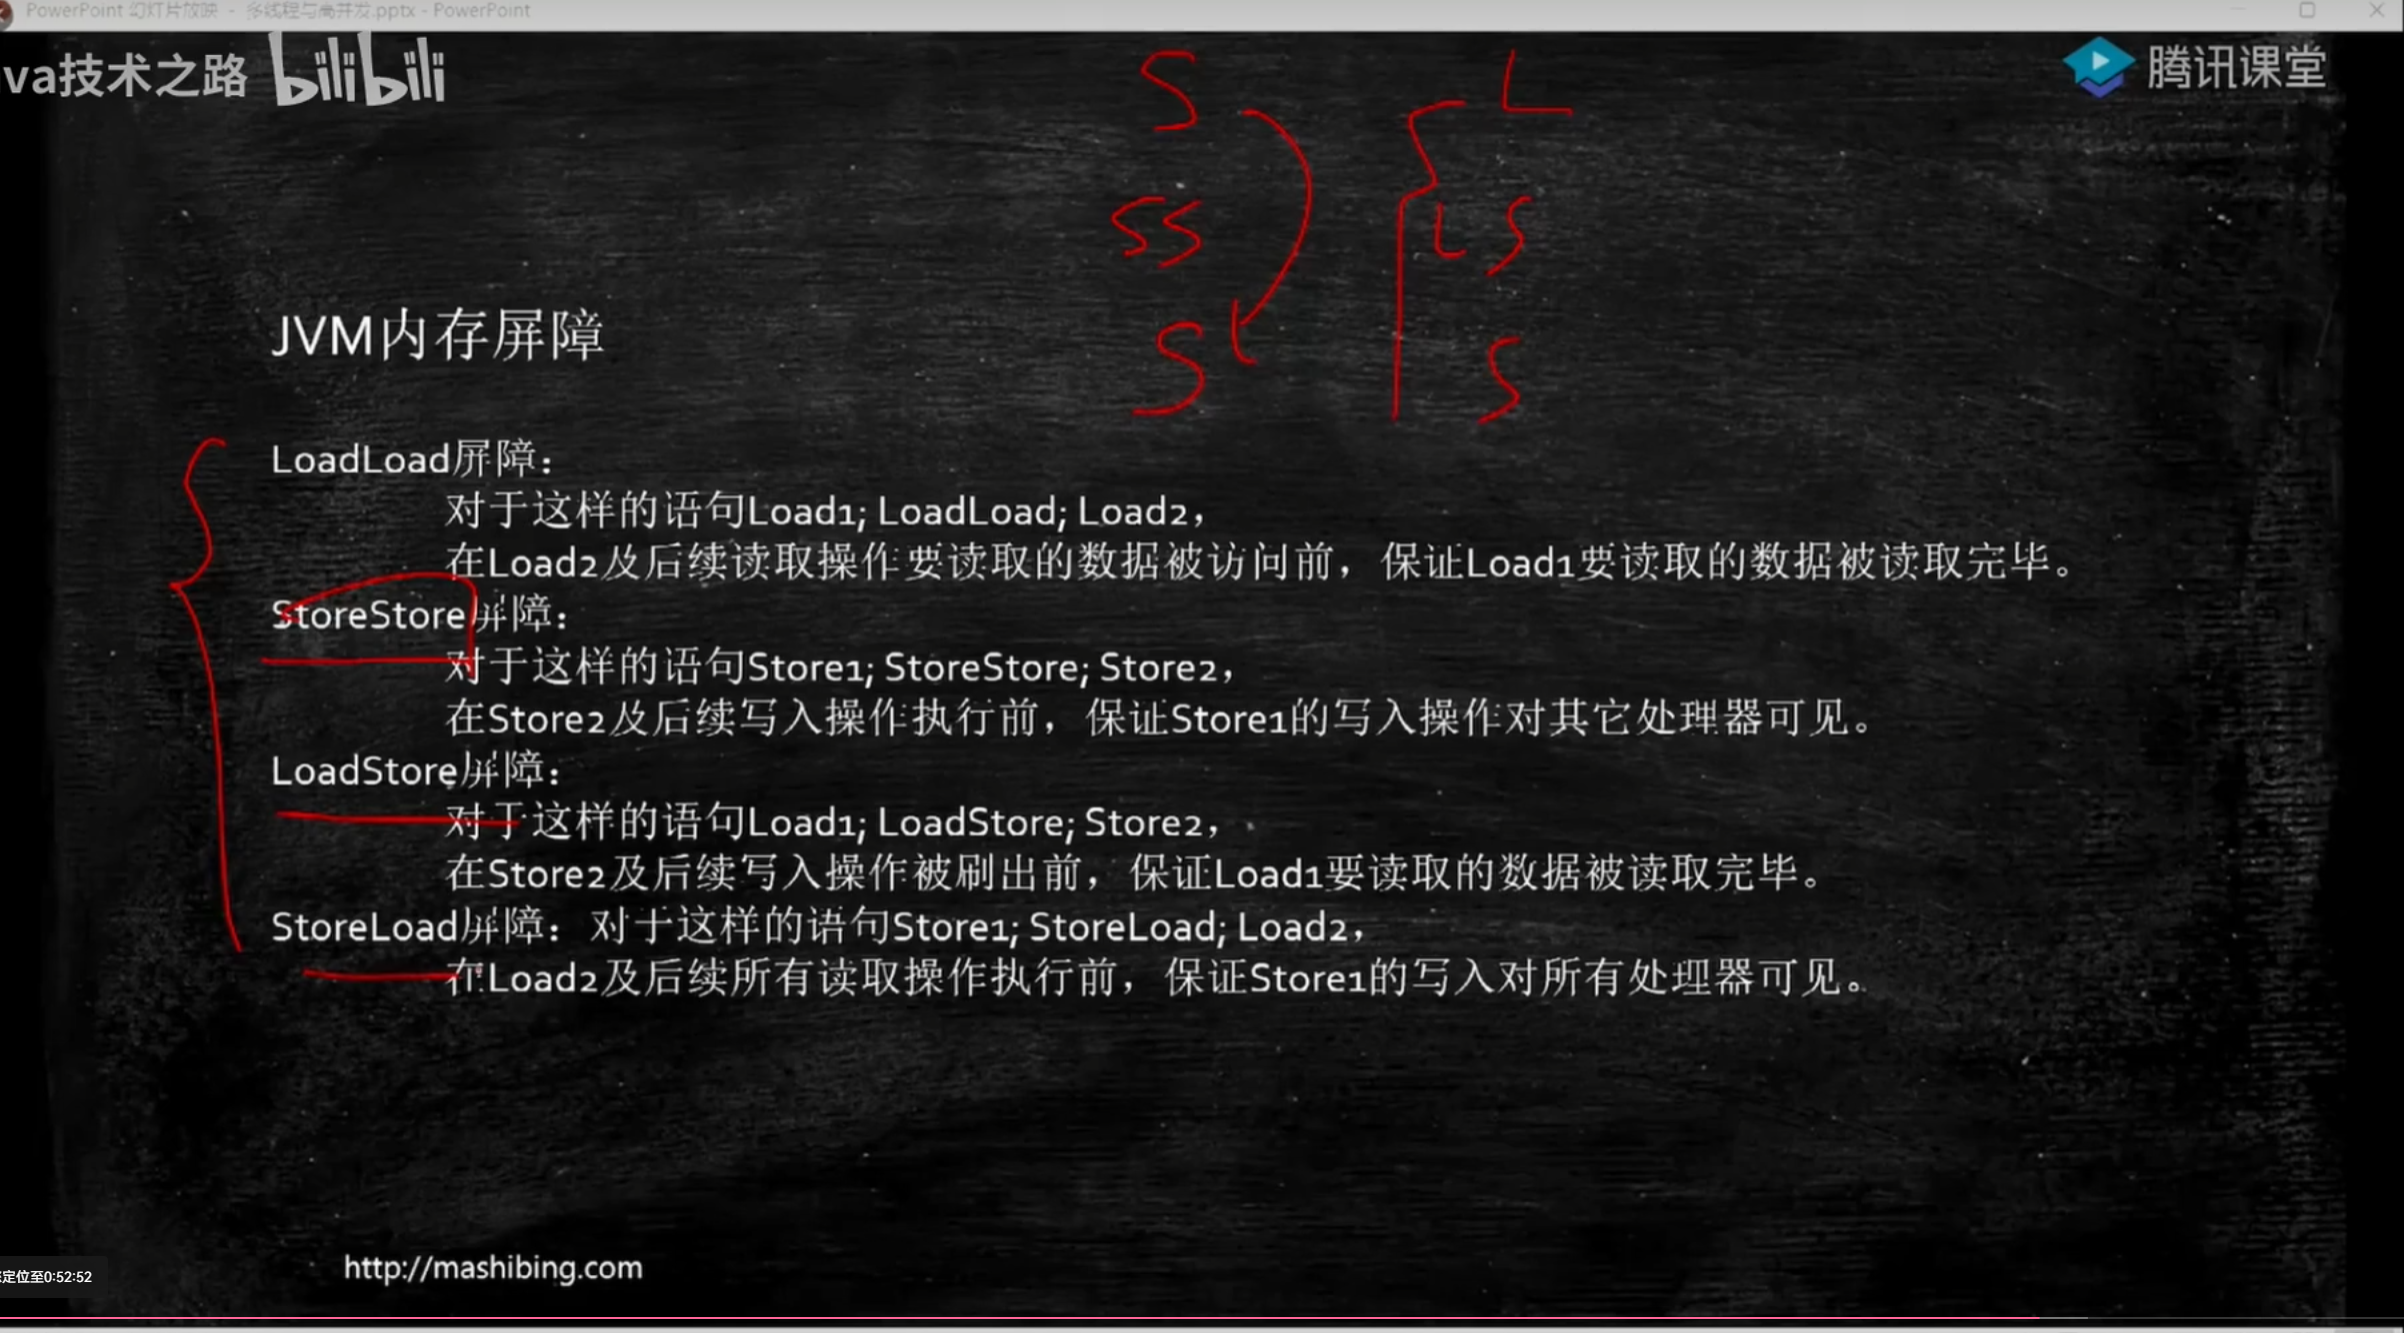 PowerPoint 幻灯片放映 - 多线程与高并发.pptx - PowerPoint
va技术之路 bilibili
腾讯课堂
S
L
SS
LS
S
S
JVM内存屏障
LoadLoad屏障：
对于这样的语句Load1; LoadLoad; Load2，
在Load2及后续读取操作要读取的数据被访问前，保证Load1要读取的数据被读取完毕。
StoreStore屏障：
对于这样的语句Store1; StoreStore; Store2，
在Store2及后续写入操作执行前，保证Store1的写入操作对其它处理器可见。
LoadStore屏障：
对于这样的语句Load1; LoadStore; Store2，
在Store2及后续写入操作被刷出前，保证Load1要读取的数据被读取完毕。
StoreLoad屏障：对于这样的语句Store1; StoreLoad; Load2，
在Load2及后续所有读取操作执行前，保证Store1的写入对所有处理器可见。
http://mashibing.com
定位至0:52:52